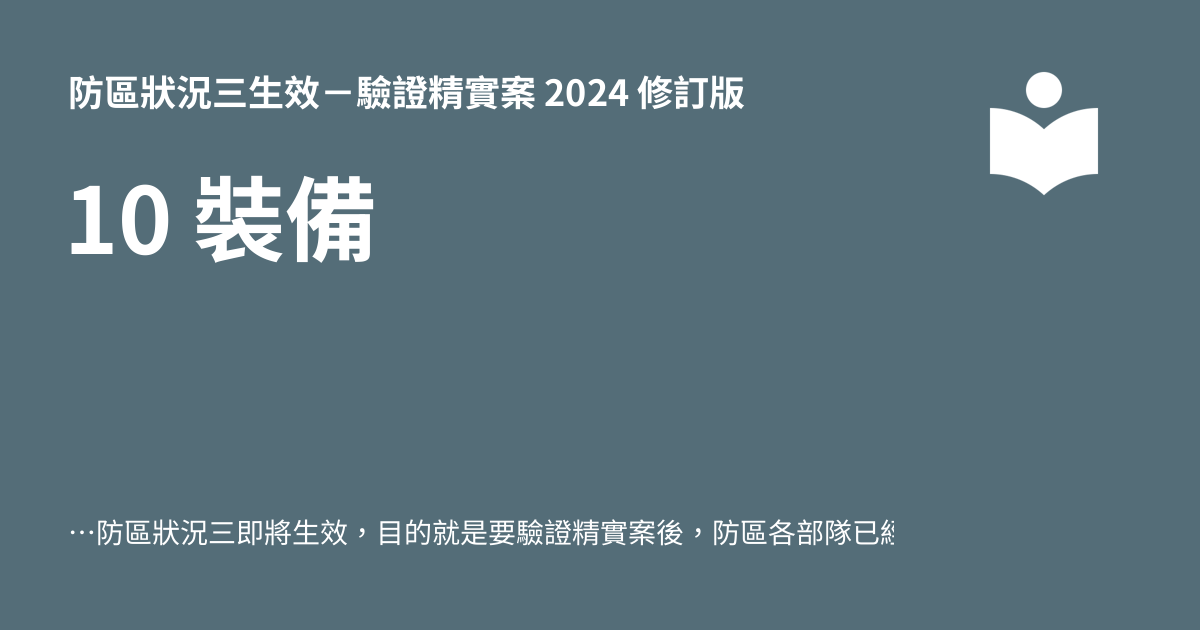 防區狀況三生效－驗證精實案 2024 修訂版
10 裝備
…防區狀況三即將生效，目的就是要驗證精實案後，防區各部隊已